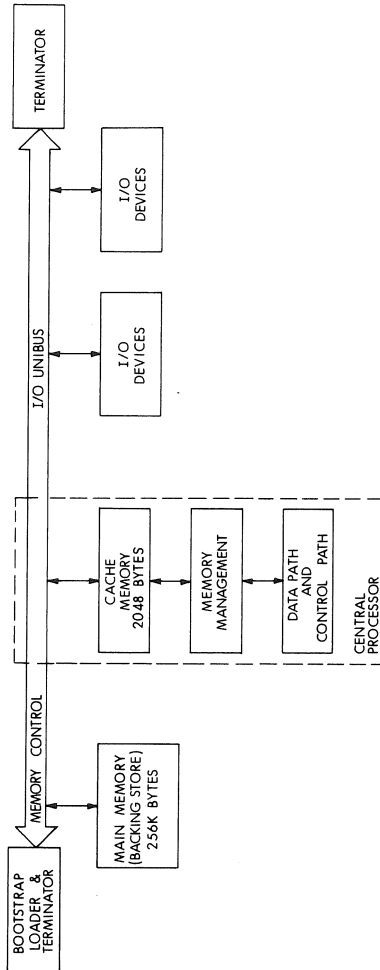 BOOTSTRAP
LOADER &
TERMINATOR
MEMORY CONTROL
I/O UNIBUS
TERMINATOR
MAIN MEMORY
(BACKING STORE)
256K BYTES
CACHE
MEMORY
2048 BYTES
MEMORY
MANAGEMENT
DATA PATH
AND
CONTROL PATH
CENTRAL
PROCESSOR
I/O
DEVICES
I/O
DEVICES